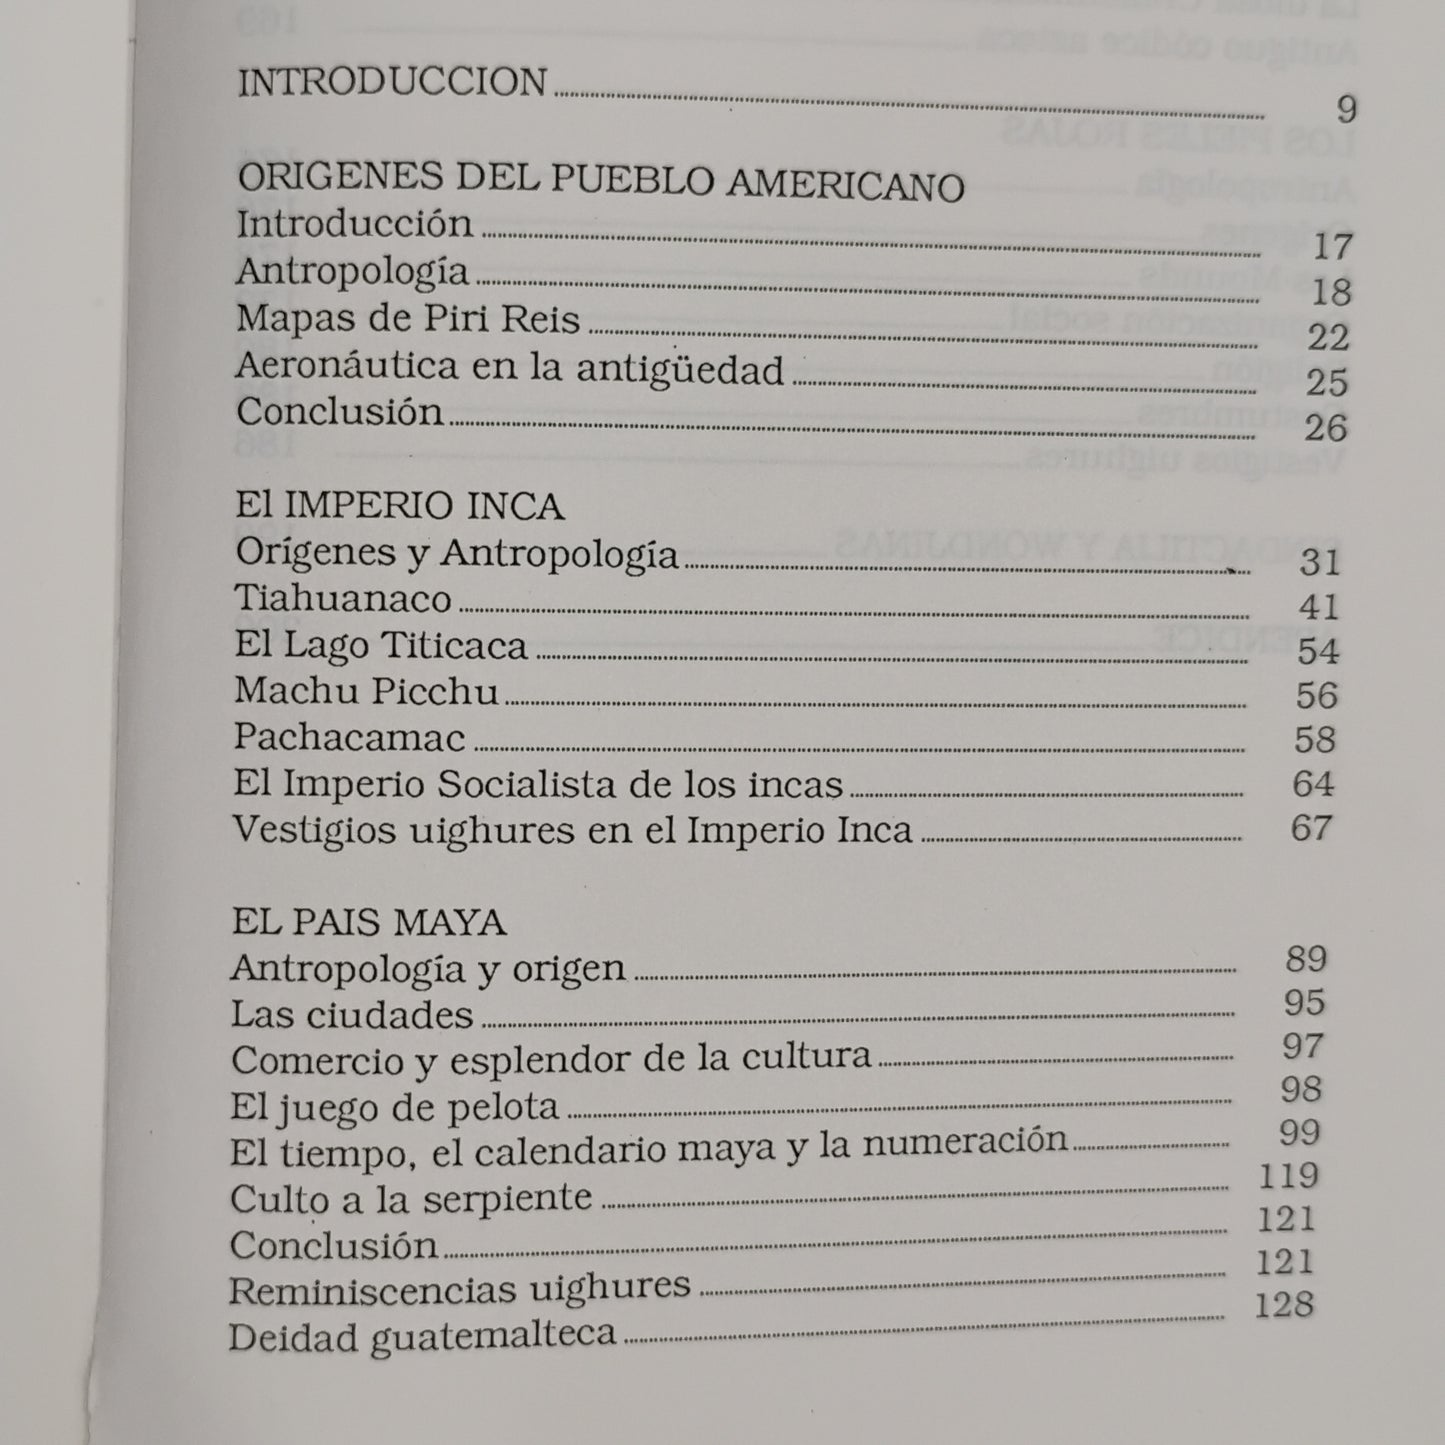 INTRODUCCION 9
ORIGENES DEL PUEBLO AMERICANO
Introducción 17
Antropología 18
Mapas de Piri Reis 22
Aeronáutica en la antigüedad 25
Conclusión 26
El IMPERIO INCA
Orígenes y Antropología 31
Tiahuanaco 41
El Lago Titicaca 54
Machu Picchu 56
Pachacamac 58
El Imperio Socialista de los incas 64
Vestigios uighures en el Imperio Inca 67
EL PAIS MAYA
Antropología y origen 89
Las ciudades 95
Comercio y esplendor de la cultura 97
El juego de pelota 98
El tiempo, el calendario maya y la numeración 99
Culto a la serpiente 119
Conclusión 121
Reminiscencias uighures 121
Deidad guatemalteca 128